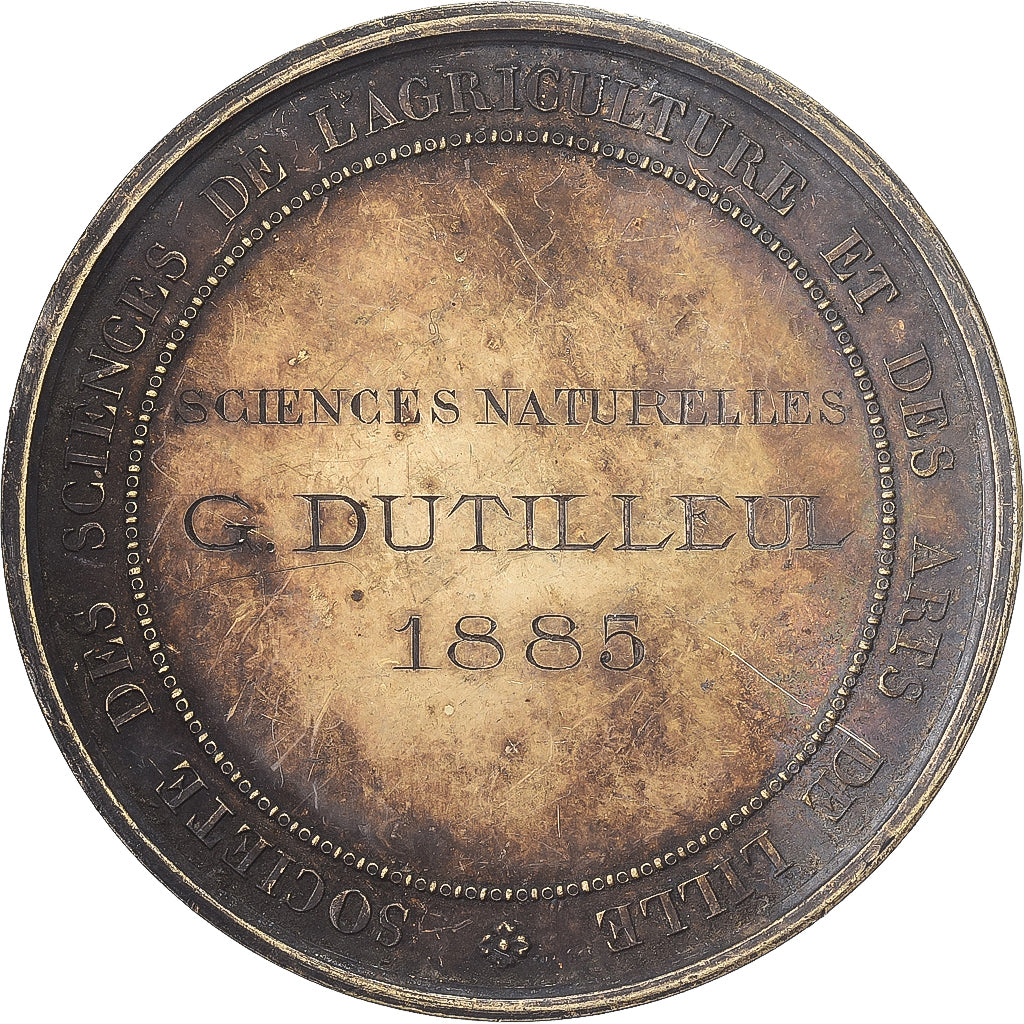 SOCIETE DES SCIENCES DE L'AGRICULTURE ET DES ARTS DE LILLE
SCIENCES NATURELLES
G. DUTILLEUL
1885